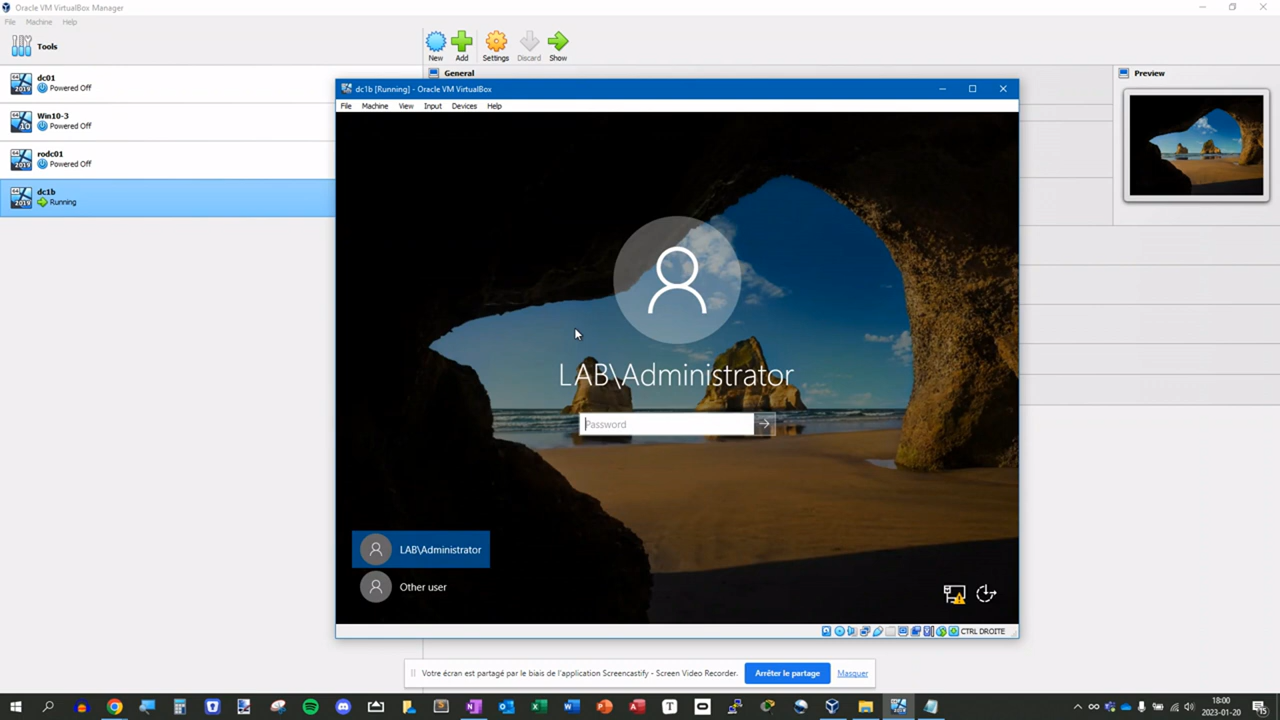 Oracle VM VirtualBox Manager
File Machine Help
Tools
New Add Settings Discard Show
dc01
Powered Off
Win10-3
Powered Off
rodc01
Powered Off
dc1b
Running
General
Preview
dc1b [Running] - Oracle VM VirtualBox
File Machine View Input Devices Help
LAB\Administrator
Password
LAB\Administrator
Other user
CTRL DROITE
Votre écran est partagé par le biais de l'application Screencastify - Screen Video Recorder.
Arrêter le partage
Masquer
18:00
2023-01-20